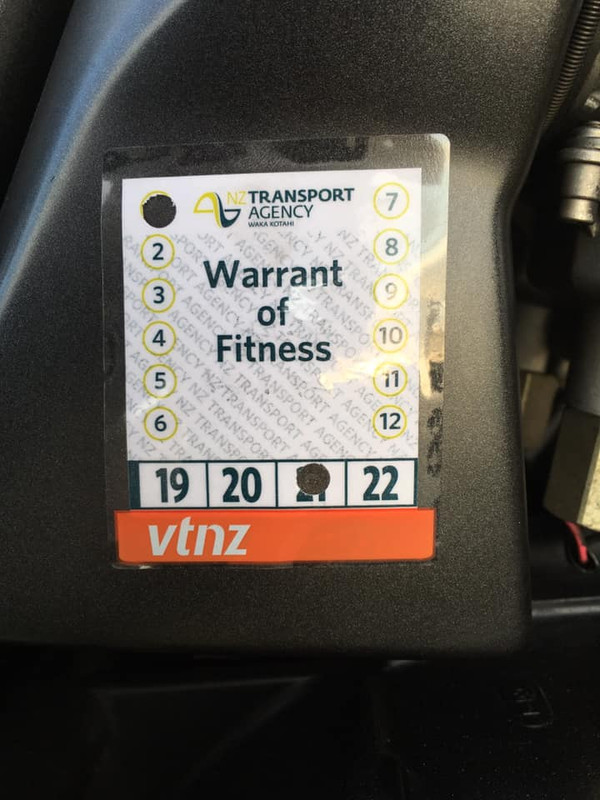 NZ TRANSPORT
AGENCY
WAKA KOTAHI
7
2
8
Warrant
of
Fitness
3
9
4
10
5
11
6
12
19 20 22
vtnz